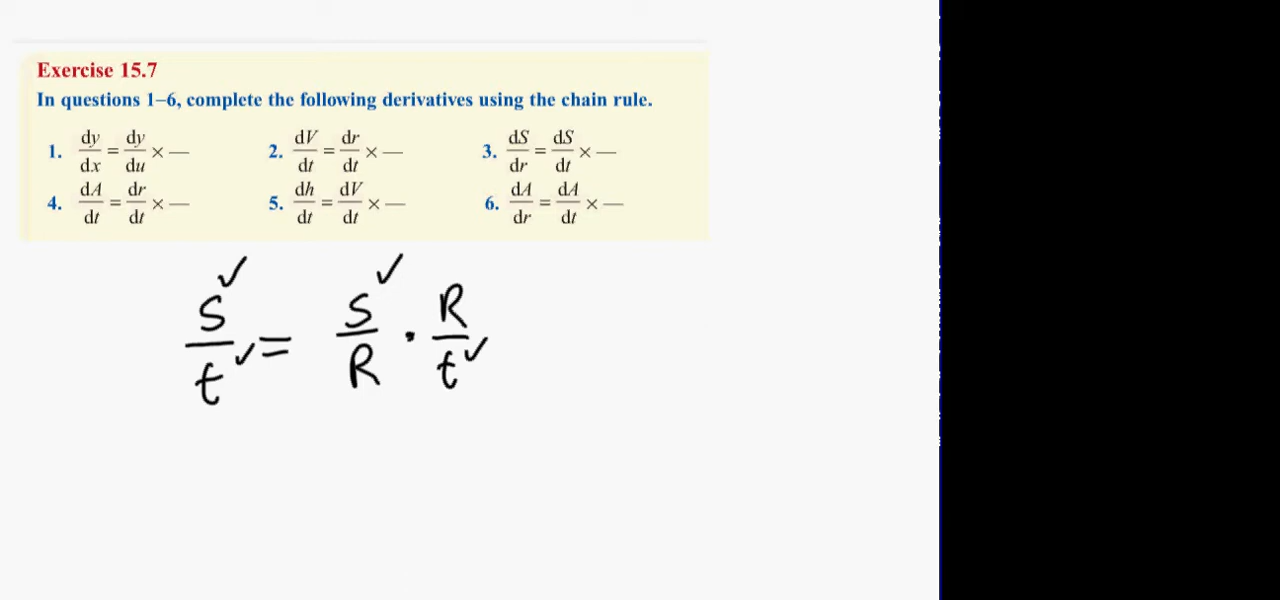 Exercise 15.7
In questions 1–6, complete the following derivatives using the chain rule.
1. dy/dx = dy/du × — 2. dV/dt = dr/dt × — 3. dS/dr = dS/dt × —
4. dA/dt = dr/dt × — 5. dh/dt = dV/dt × — 6. dA/dr = dA/dt × —
S✓/t✓ = S✓/R · R/t✓